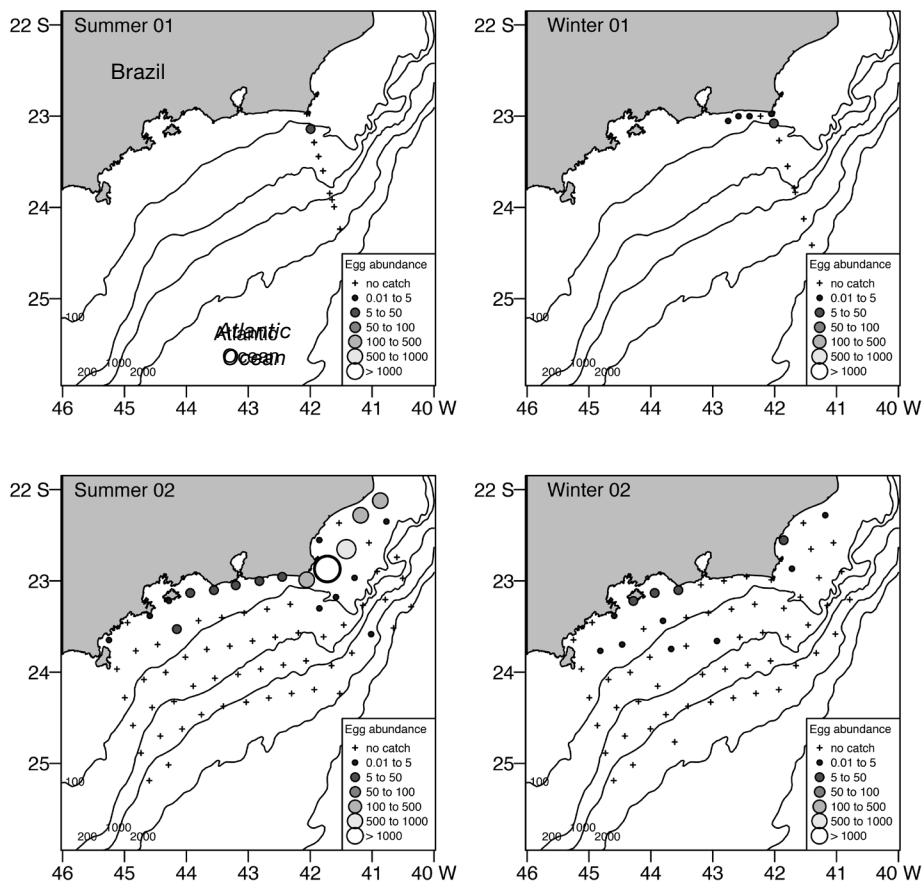 22 S
Summer 01
Brazil
23
24
25
100
200
1000
2000
Atlantic
Ocean
Atlantic
Ocean
Egg abundance
+ no catch
0.01 to 5
5 to 50
50 to 100
100 to 500
500 to 1000
> 1000
46 45 44 43 42 41 40 W
22 S
Winter 01
23
24
25
100
200
1000
2000
Egg abundance
+ no catch
0.01 to 5
5 to 50
50 to 100
100 to 500
500 to 1000
> 1000
46 45 44 43 42 41 40 W
22 S
Summer 02
23
24
25
100
200
1000
2000
Egg abundance
+ no catch
0.01 to 5
5 to 50
50 to 100
100 to 500
500 to 1000
> 1000
46 45 44 43 42 41 40 W
22 S
Winter 02
23
24
25
100
200
1000
2000
Egg abundance
+ no catch
0.01 to 5
5 to 50
50 to 100
100 to 500
500 to 1000
> 1000
46 45 44 43 42 41 40 W